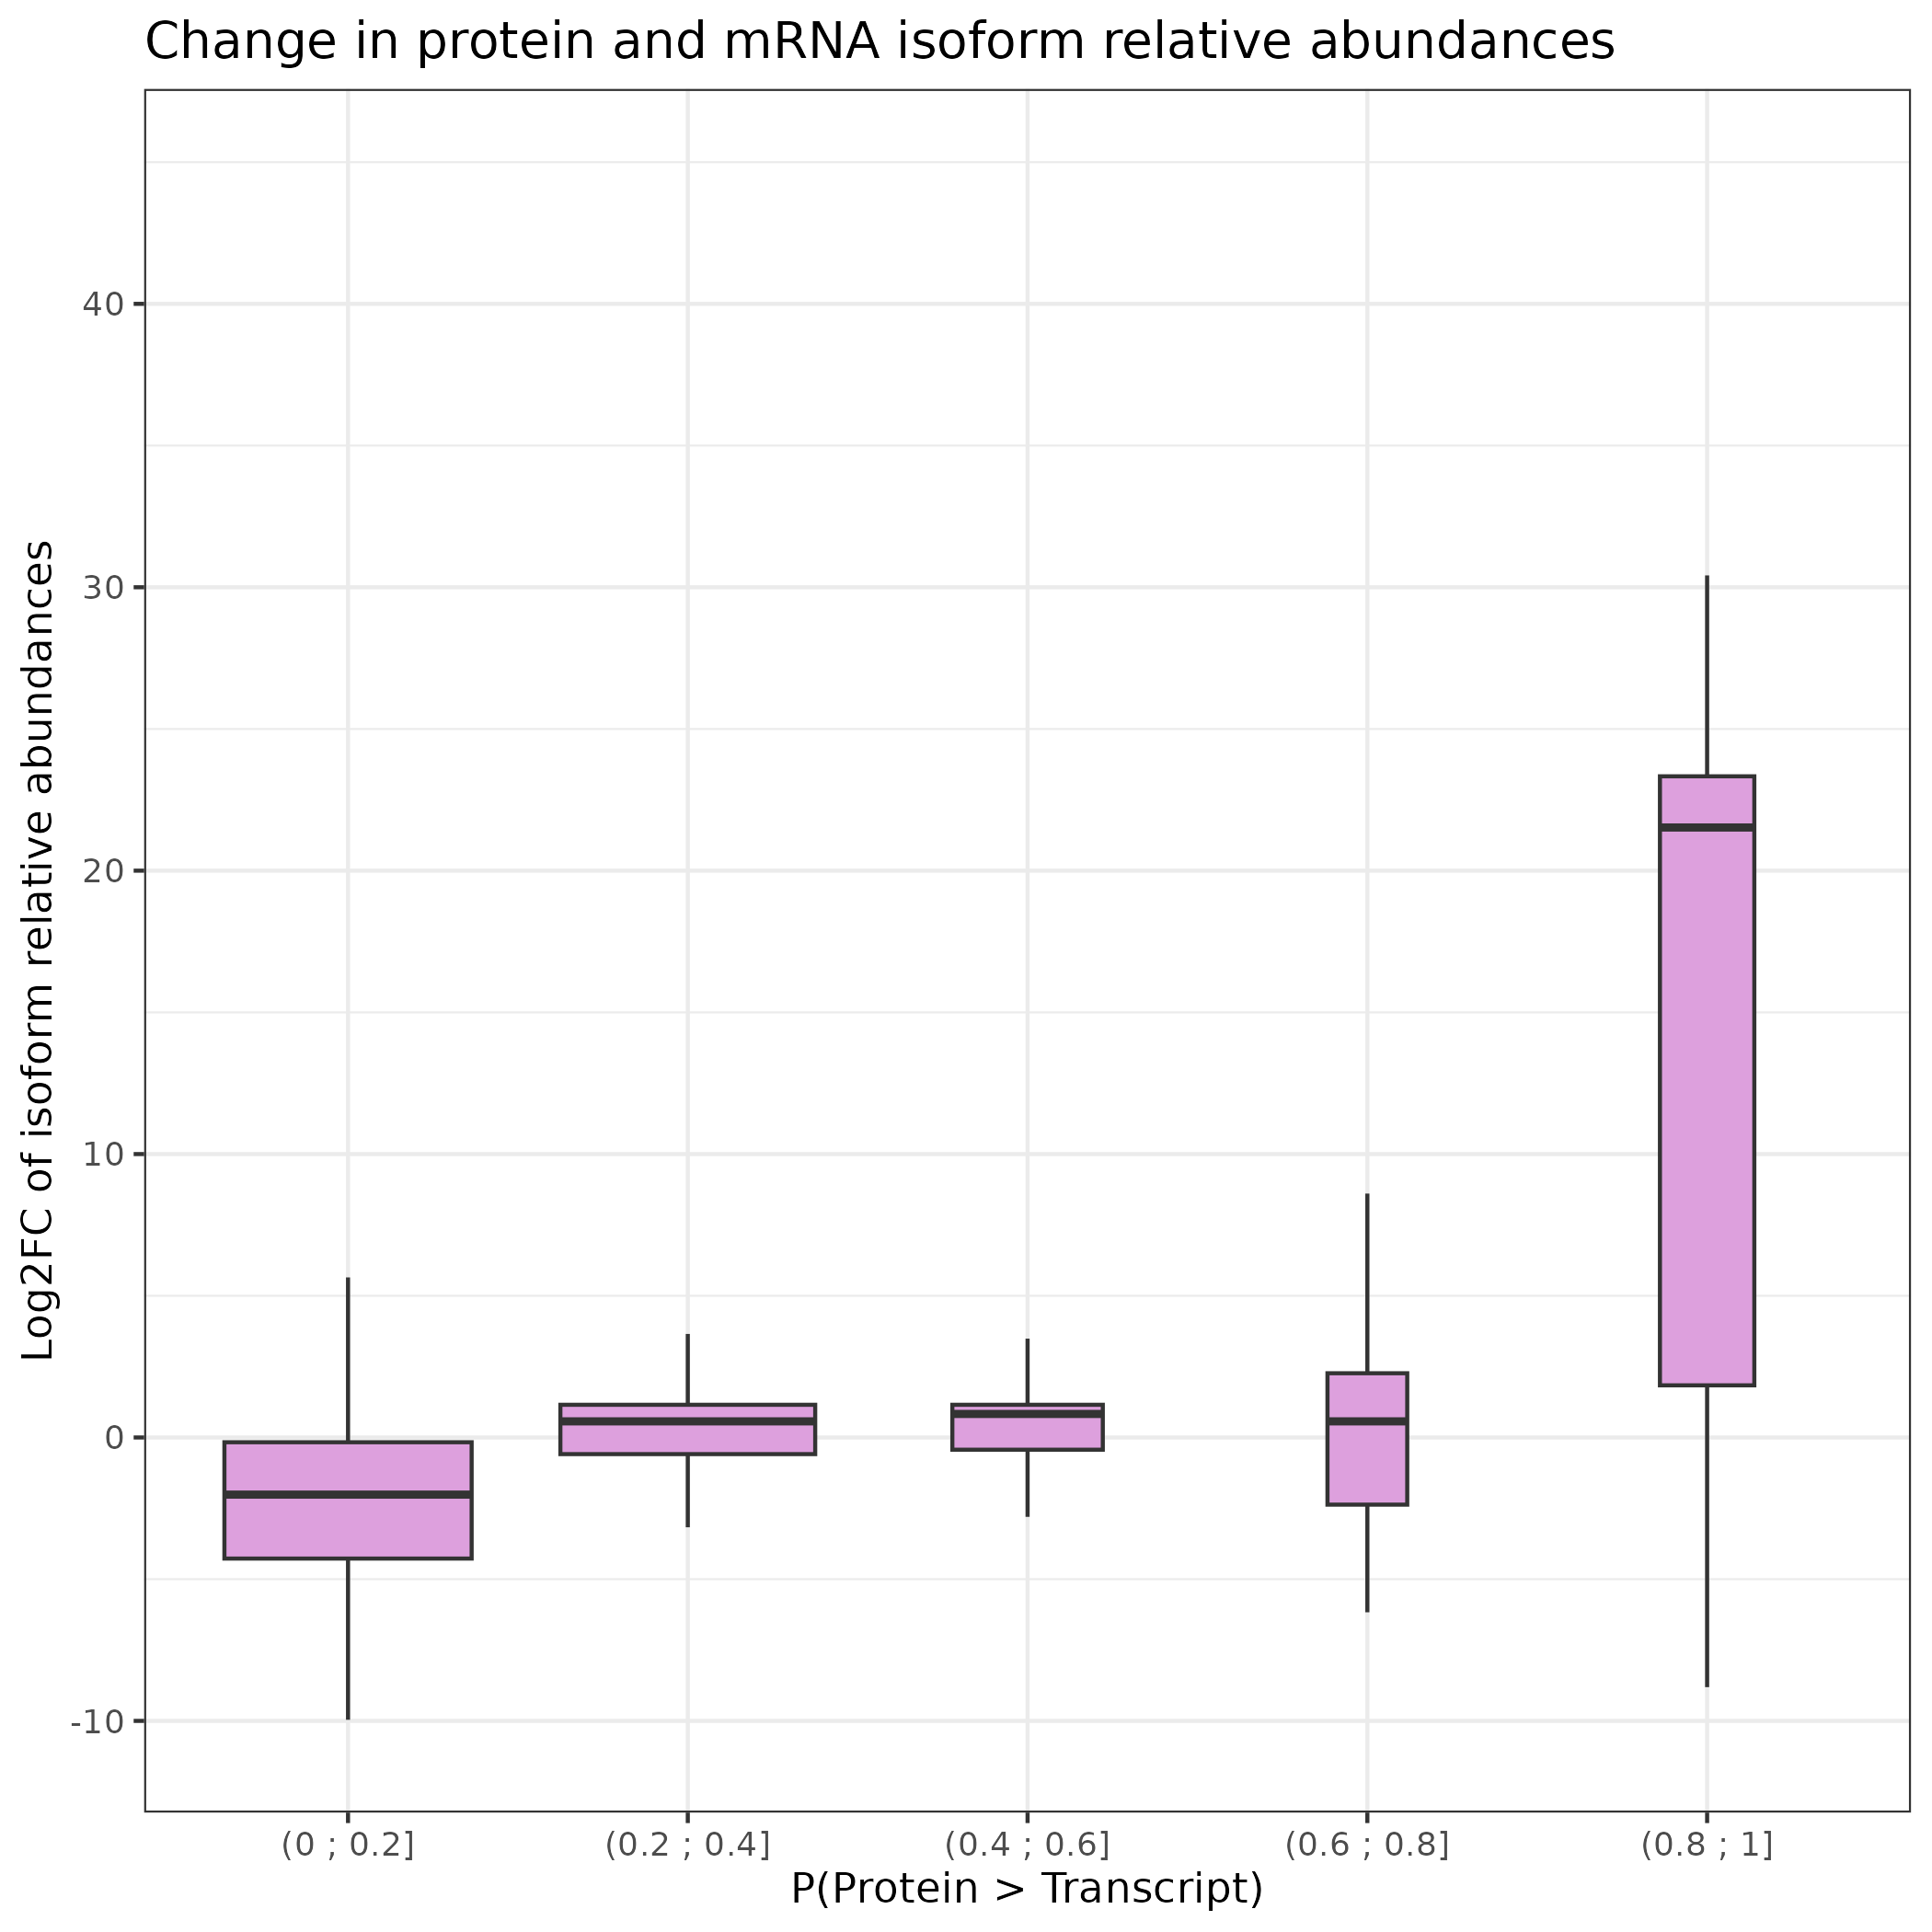 Change in protein and mRNA isoform relative abundances
Log2FC of isoform relative abundances
40
30
20
10
0
-10
(0 ; 0.2]
(0.2 ; 0.4]
(0.4 ; 0.6]
(0.6 ; 0.8]
(0.8 ; 1]
P(Protein > Transcript)